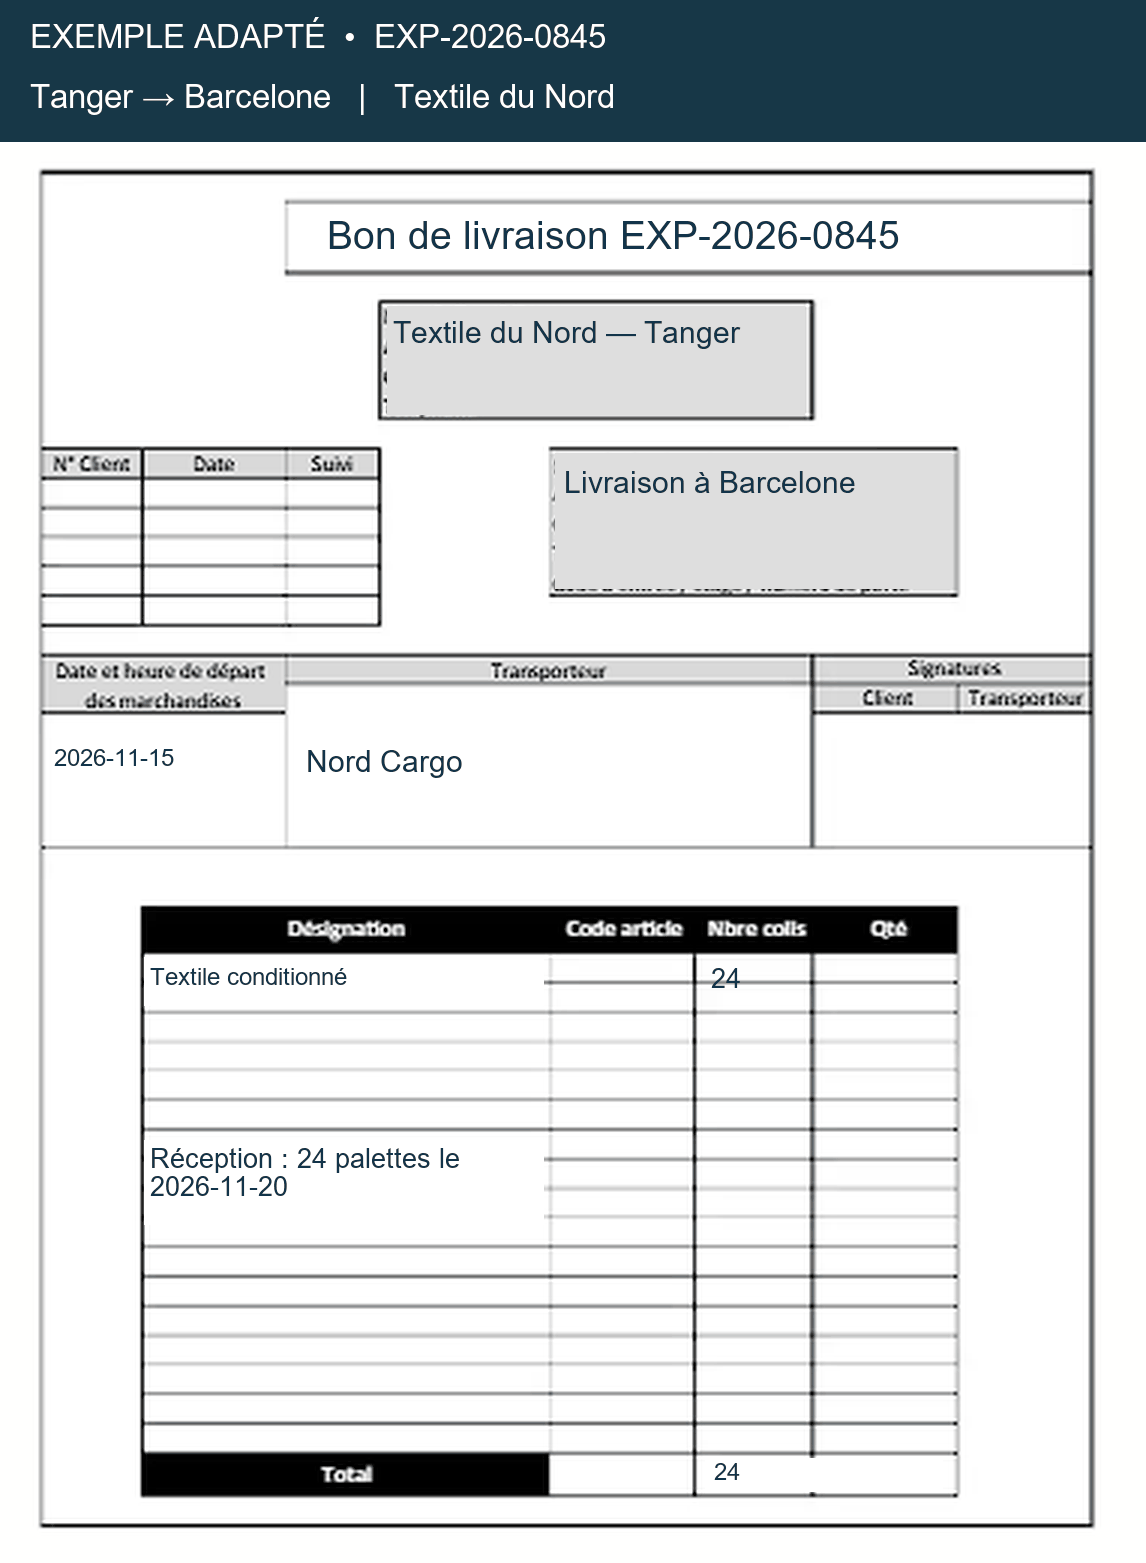 EXEMPLE ADAPTÉ • EXP-2026-0845
Tanger → Barcelone | Textile du Nord
Bon de livraison EXP-2026-0845
Textile du Nord — Tanger
N° Client Date Suivi
Livraison à Barcelone
Date et heure de départ
des marchandises
Transporteur
Signatures
Client Transporteur
2026-11-15
Nord Cargo
Désignation Code article Nbre colis Qté
Textile conditionné 24
Réception : 24 palettes le
2026-11-20
Total 24